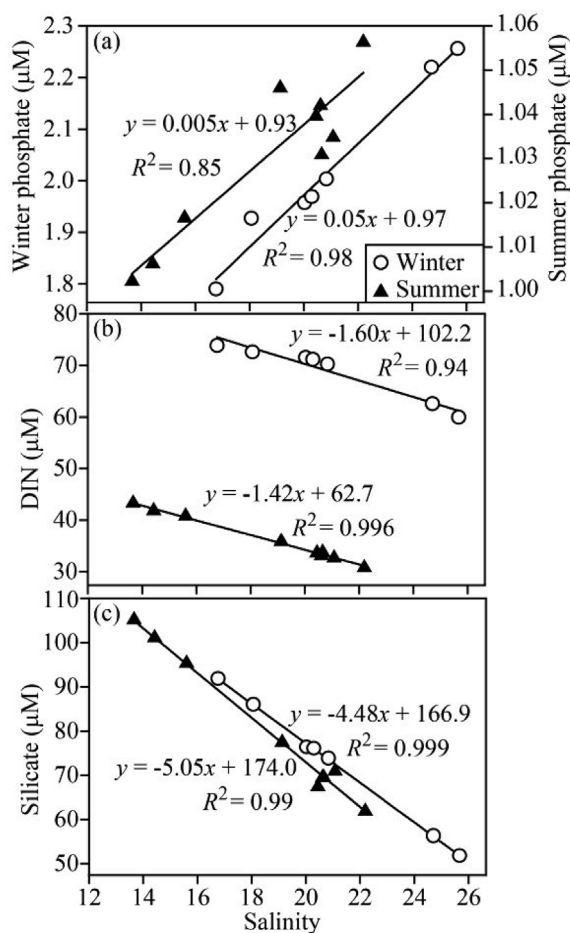 (a)
2.3
2.2
2.1
2.0
1.9
1.8
Winter phosphate (μM)
1.06
1.05
1.04
1.03
1.02
1.01
1.00
Summer phosphate (μM)
y = 0.005x + 0.93
R² = 0.85
y = 0.05x + 0.97
R² = 0.98
Winter
Summer
(b)
80
70
60
50
40
30
DIN (μM)
y = -1.60x + 102.2
R² = 0.94
y = -1.42x + 62.7
R² = 0.996
(c)
110
100
90
80
70
60
50
Silicate (μM)
y = -4.48x + 166.9
R² = 0.999
y = -5.05x + 174.0
R² = 0.99
12 14 16 18 20 22 24 26
Salinity